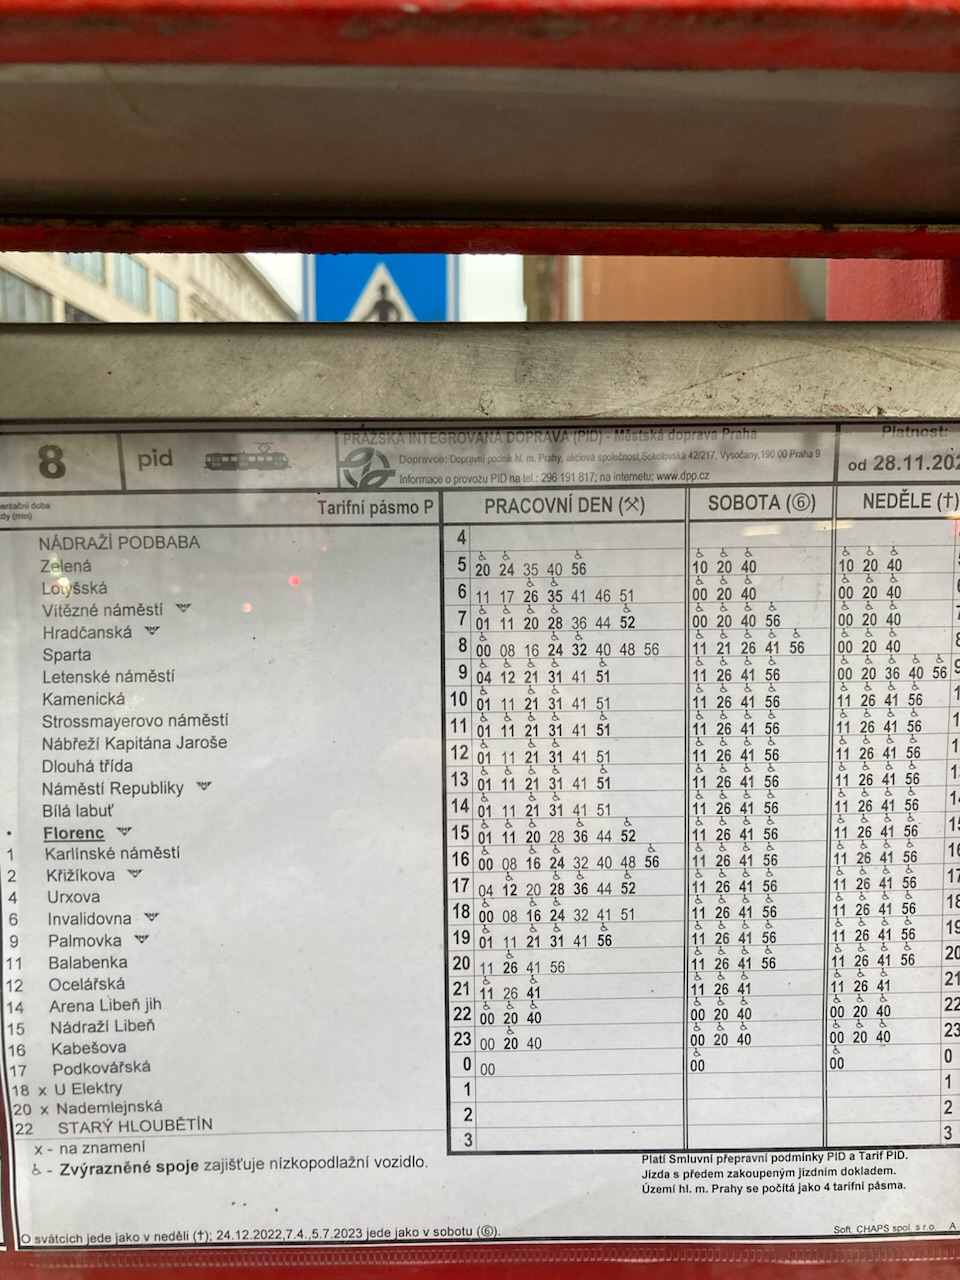 8 pid PRAŽSKÁ INTEGROVANÁ DOPRAVA (PID) - Městská doprava Praha Platnost:
Dopravce: Dopravní podnik hl. m. Prahy, akciová společnost, Sokolovská 42/217, Vysočany, 190 00 Praha 9
Informace o provozu PID na tel.: 296 191 817; na internetu; www.dpp.cz
od 28.11.202
doba
(min)
Tarifní pásmo P
PRACOVNÍ DEN (⚒) SOBOTA (⑥) NEDĚLE (†)
NÁDRAŽÍ PODBABA
Zelená
Lotyšská
Vítězné náměstí
Hradčanská
Sparta
Letenské náměstí
Kamenická
Strossmayerovo náměstí
Nábřeží Kapitána Jaroše
Dlouhá třída
Náměstí Republiky
Bílá labuť
• Florenc
1 Karlínské náměstí
2 Křižíkova
4 Urxova
6 Invalidovna
9 Palmovka
11 Balabenka
12 Ocelářská
14 Arena Libeň jih
15 Nádraží Libeň
16 Kabešova
17 Podkovářská
18 x U Elektry
20 x Nademlejnská
22 STARÝ HLOUBĚTÍN
x - na znamení
♿ - Zvýrazněné spoje zajišťuje nízkopodlažní vozidlo.
4
5 20 24 35 40 56 10 20 40 10 20 40
6 11 17 26 35 41 46 51 00 20 40 00 20 40
7 01 11 20 28 36 44 52 00 20 40 56 00 20 40
8 00 08 16 24 32 40 48 56 11 21 26 41 56 00 20 40
9 04 12 21 31 41 51 11 26 41 56 00 20 36 40 56
10 01 11 21 31 41 51 11 26 41 56 11 26 41 56
11 01 11 21 31 41 51 11 26 41 56 11 26 41 56
12 01 11 21 31 41 51 11 26 41 56 11 26 41 56
13 01 11 21 31 41 51 11 26 41 56 11 26 41 56
14 01 11 21 31 41 51 11 26 41 56 11 26 41 56
15 01 11 20 28 36 44 52 11 26 41 56 11 26 41 56
16 00 08 16 24 32 40 48 56 11 26 41 56 11 26 41 56
17 04 12 20 28 36 44 52 11 26 41 56 11 26 41 56
18 00 08 16 24 32 41 51 11 26 41 56 11 26 41 56
19 01 11 21 31 41 56 11 26 41 56 11 26 41 56
20 11 26 41 56 11 26 41 56 11 26 41 56
21 11 26 41 11 26 41 11 26 41
22 00 20 40 00 20 40 00 20 40
23 00 20 40 00 20 40 00 20 40
0 00 00 00
1
2
3
Platí Smluvní přepravní podmínky PID a Tarif PID.
Jízda s předem zakoupeným jízdním dokladem.
Území hl. m. Prahy se počítá jako 4 tarifní pásma.
O svátcích jede jako v neděli (†); 24.12.2022,7.4.,5.7.2023 jede jako v sobotu (⑥).
Soft. CHAPS spol. s r.o. A